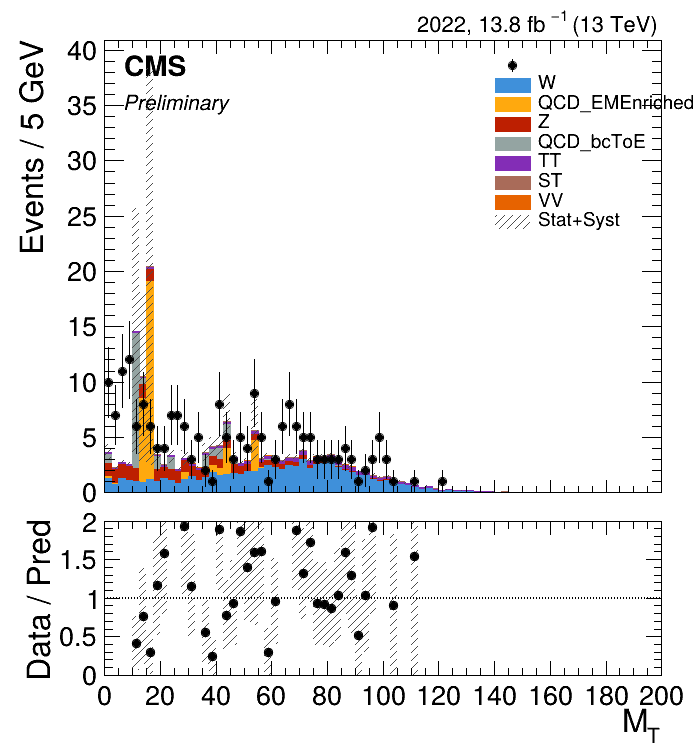 2022, 13.8 fb⁻¹ (13 TeV)
CMS
Preliminary
W
QCD_EMEnriched
Z
QCD_bcToE
TT
ST
VV
Stat+Syst
Events / 5 GeV
40
35
30
25
20
15
10
5
0
Data / Pred
2
1.5
1
0.5
0
0 20 40 60 80 100 120 140 160 180 200
M_T